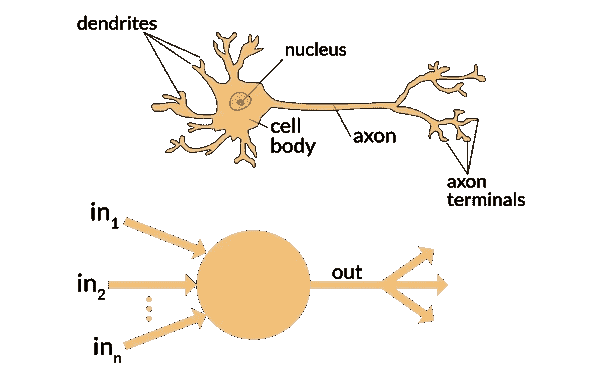 dendrites
nucleus
cell
body
axon
axon
terminals
in₁
in₂
out
inₙ